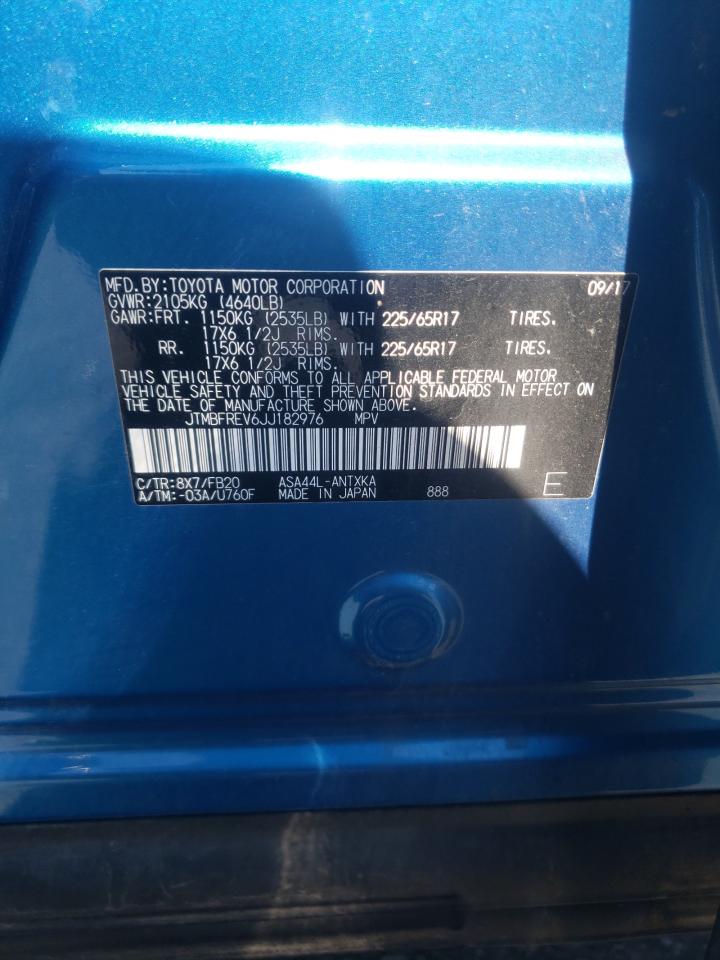 MFD.BY:TOYOTA MOTOR CORPORATION 09/17
GVWR:2105KG (4640LB)
GAWR:FRT. 1150KG (2535LB) WITH 225/65R17 TIRES.
17X6 1/2J RIMS.
RR. 1150KG (2535LB) WITH 225/65R17 TIRES.
17X6 1/2J RIMS.
THIS VEHICLE CONFORMS TO ALL APPLICABLE FEDERAL MOTOR
VEHICLE SAFETY AND THEFT PREVENTION STANDARDS IN EFFECT ON
THE DATE OF MANUFACTURE SHOWN ABOVE.
JTMBFREV6JJ182976 MPV
C/TR:8X7/FB20 ASA44L-ANTXKA
A/TM:-03A/U760F MADE IN JAPAN 888 E